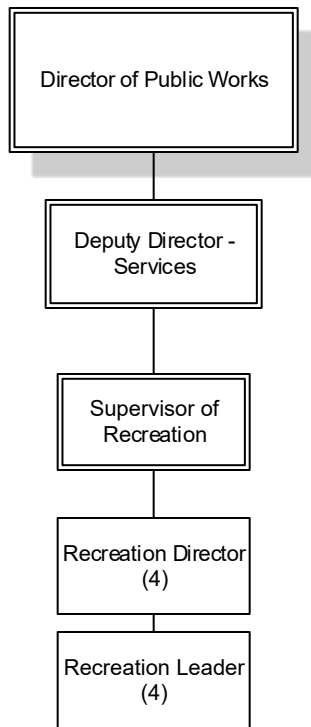 Director of Public Works
Deputy Director -
Services
Supervisor of
Recreation
Recreation Director
(4)
Recreation Leader
(4)